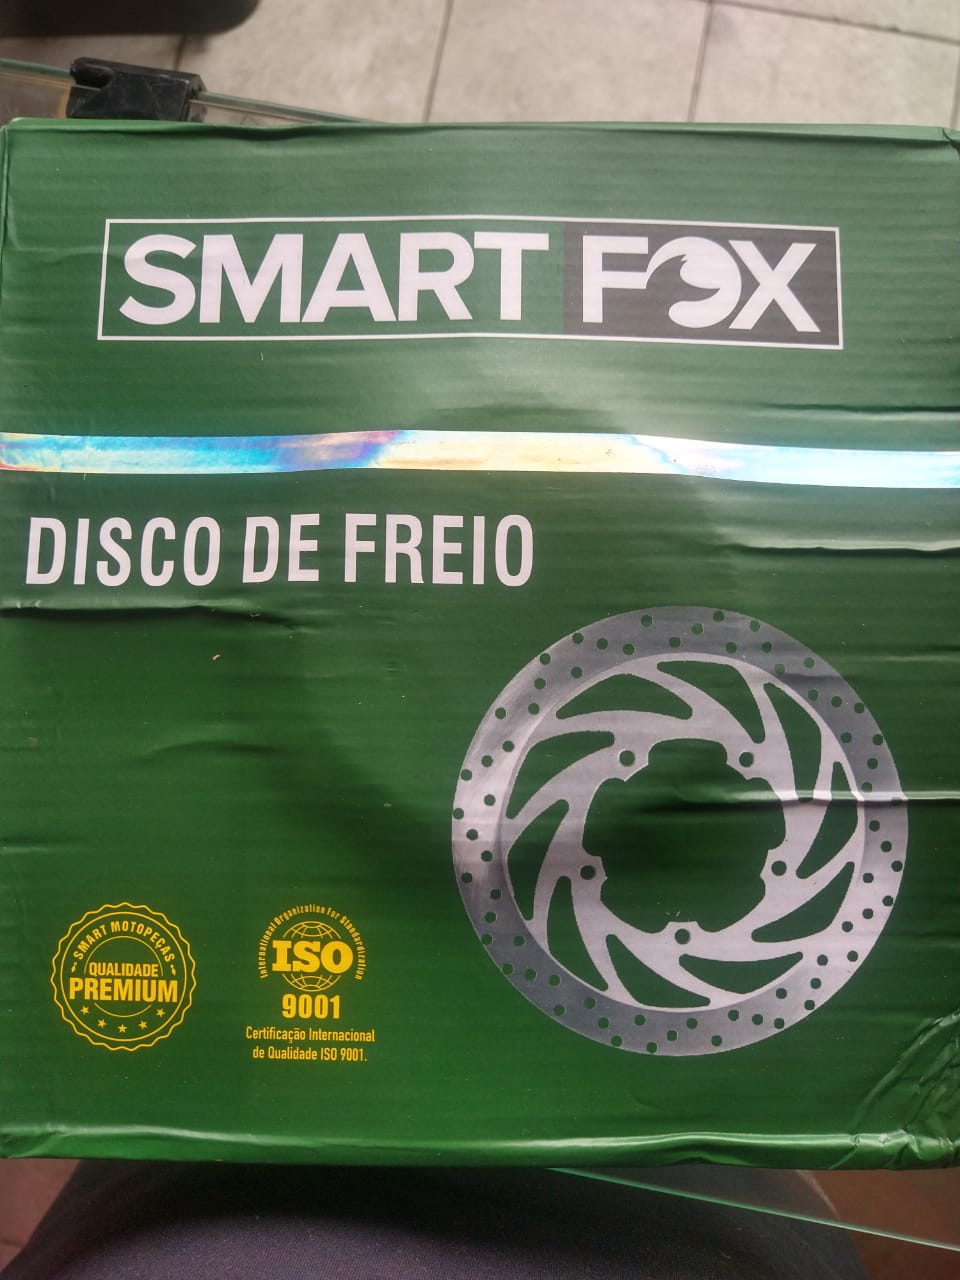 SMART FOX
DISCO DE FREIO
SMART MOTOPEÇAS
QUALIDADE
PREMIUM
International Organization For Standardization
ISO
9001
Certificação Internacional
de Qualidade ISO 9001.